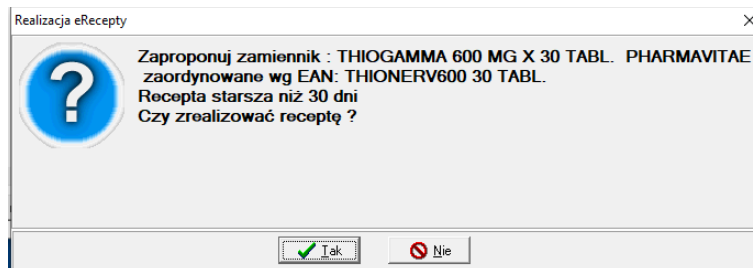 Realizacja eRecepty
Zaproponuj zamiennik : THIOGAMMA 600 MG X 30 TABL. PHARMAVITAE
zaordynowane wg EAN: THIONERV600 30 TABL.
Recepta starsza niż 30 dni
Czy zrealizować receptę ?
Tak
Nie